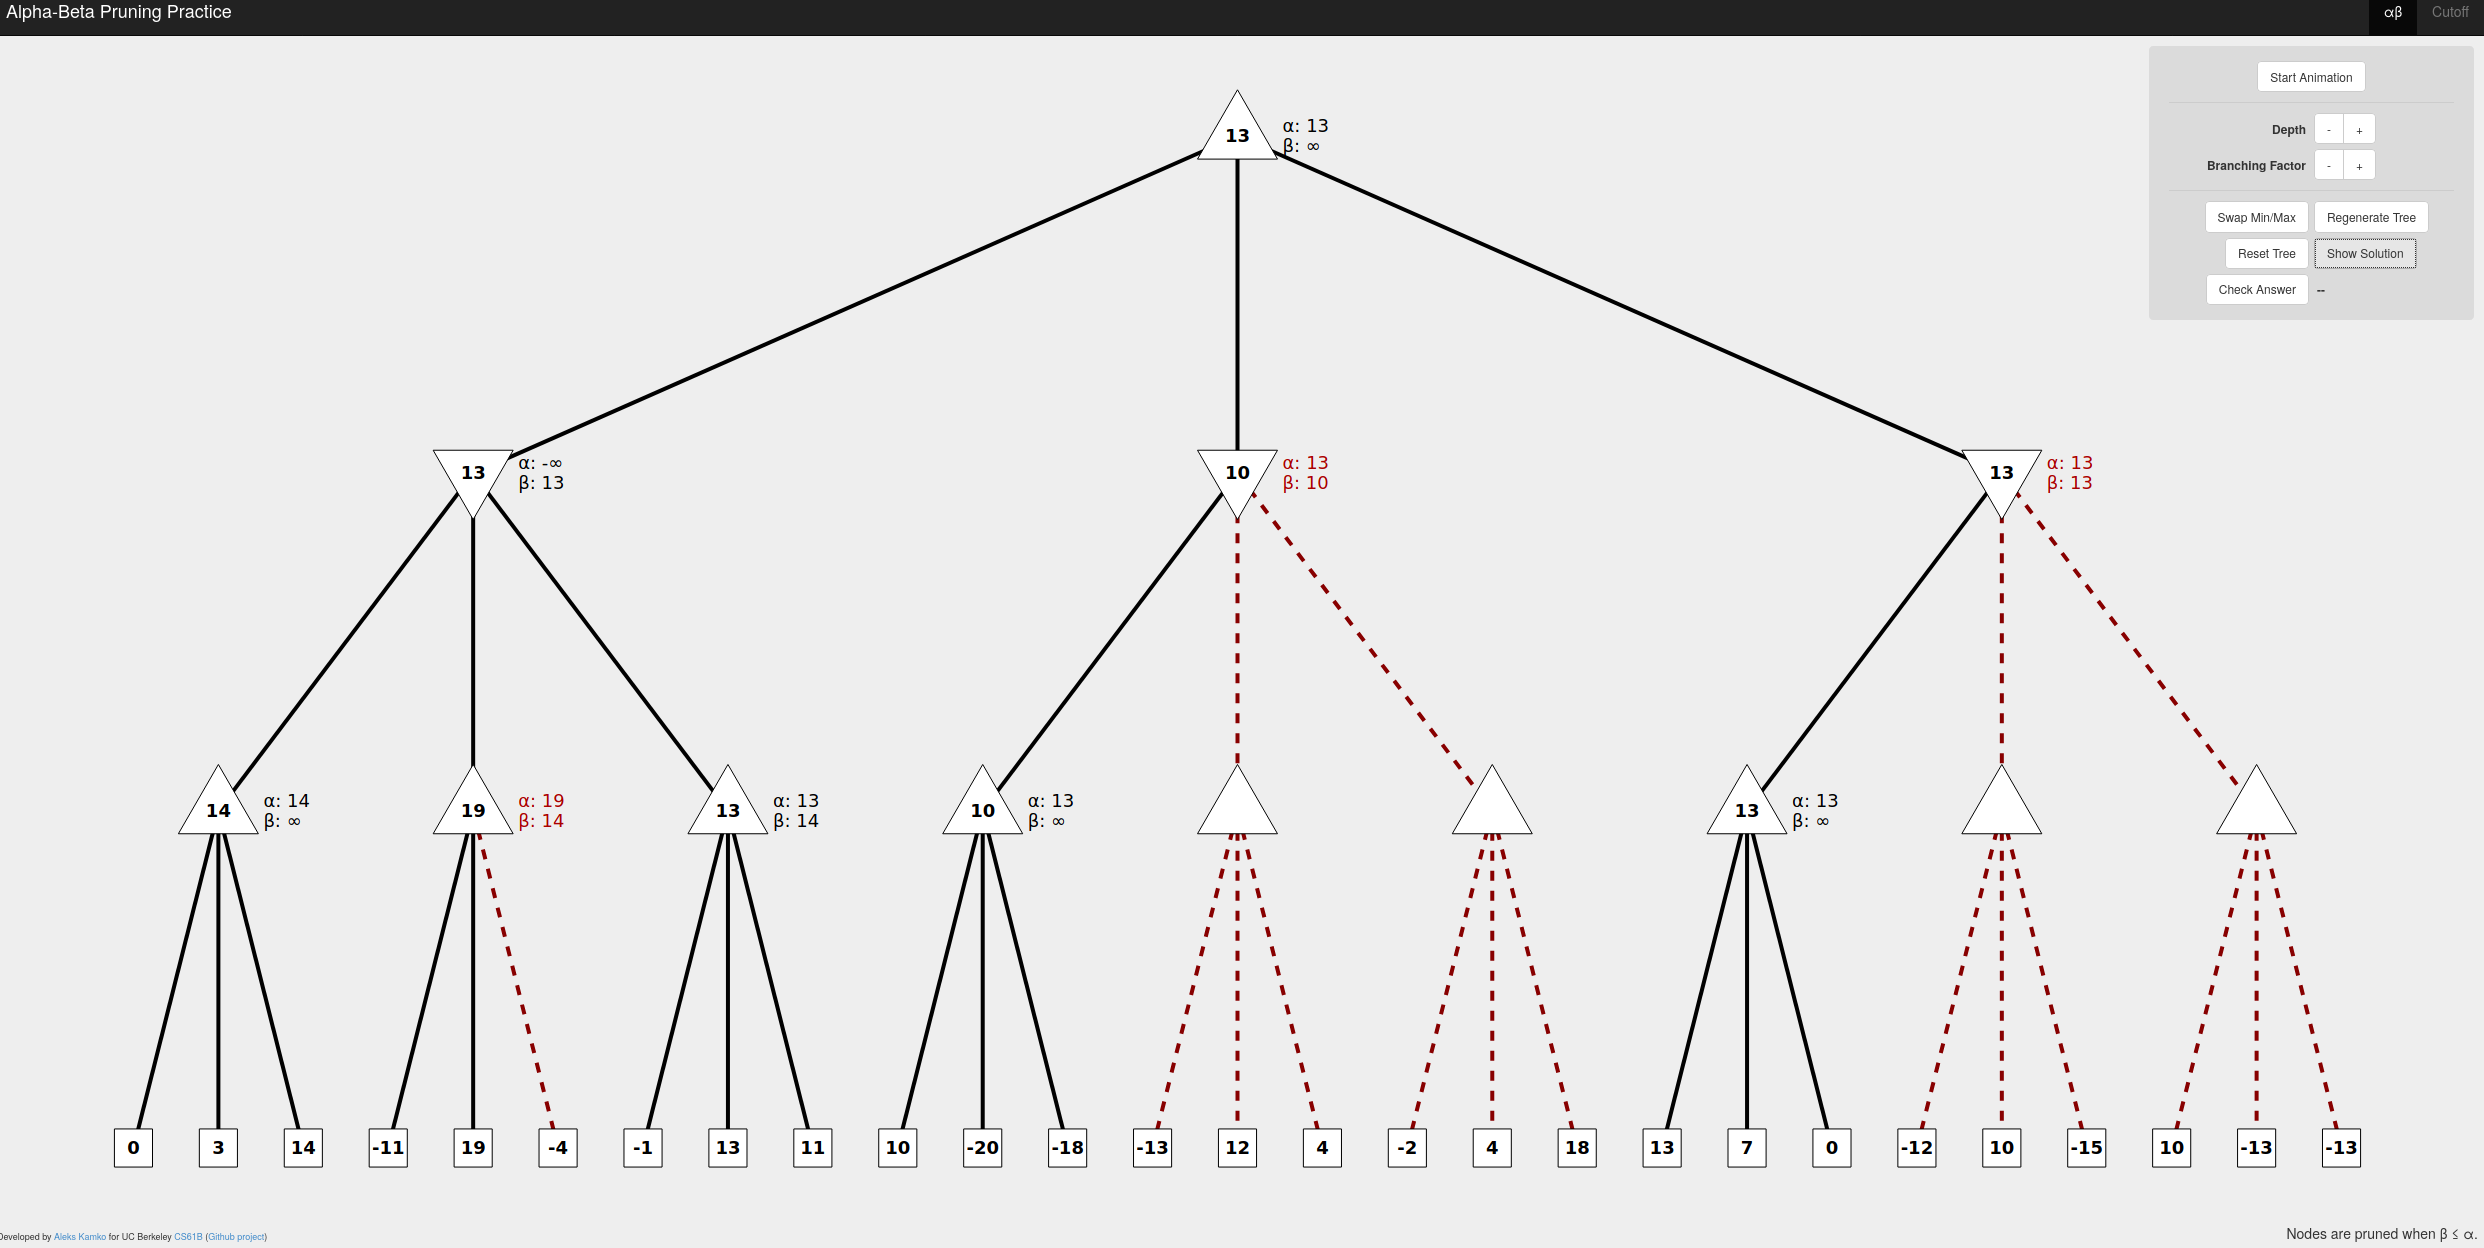 Alpha-Beta Pruning Practice
αβ
Cutoff
Start Animation
Depth - +
Branching Factor - +
Swap Min/Max Regenerate Tree
Reset Tree Show Solution
Check Answer --
13
α: 13
β: ∞
13
α: -∞
β: 13
10
α: 13
β: 10
13
α: 13
β: 13
14
α: 14
β: ∞
19
α: 19
β: 14
13
α: 13
β: 14
10
α: 13
β: ∞
13
α: 13
β: ∞
0 3 14 -11 19 -4 -1 13 11 10 -20 -18 -13 12 4 -2 4 18 13 7 0 -12 10 -15 10 -13 -13
Developed by Aleks Kamko for UC Berkeley CS61B (Github project)
Nodes are pruned when β ≤ α.